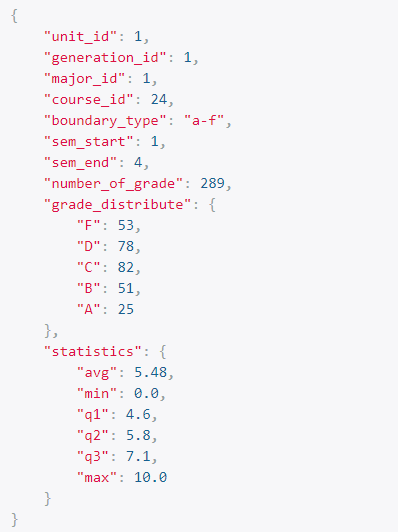 {
    "unit_id": 1,
    "generation_id": 1,
    "major_id": 1,
    "course_id": 24,
    "boundary_type": "a-f",
    "sem_start": 1,
    "sem_end": 4,
    "number_of_grade": 289,
    "grade_distribute": {
        "F": 53,
        "D": 78,
        "C": 82,
        "B": 51,
        "A": 25
    },
    "statistics": {
        "avg": 5.48,
        "min": 0.0,
        "q1": 4.6,
        "q2": 5.8,
        "q3": 7.1,
        "max": 10.0
    }
}